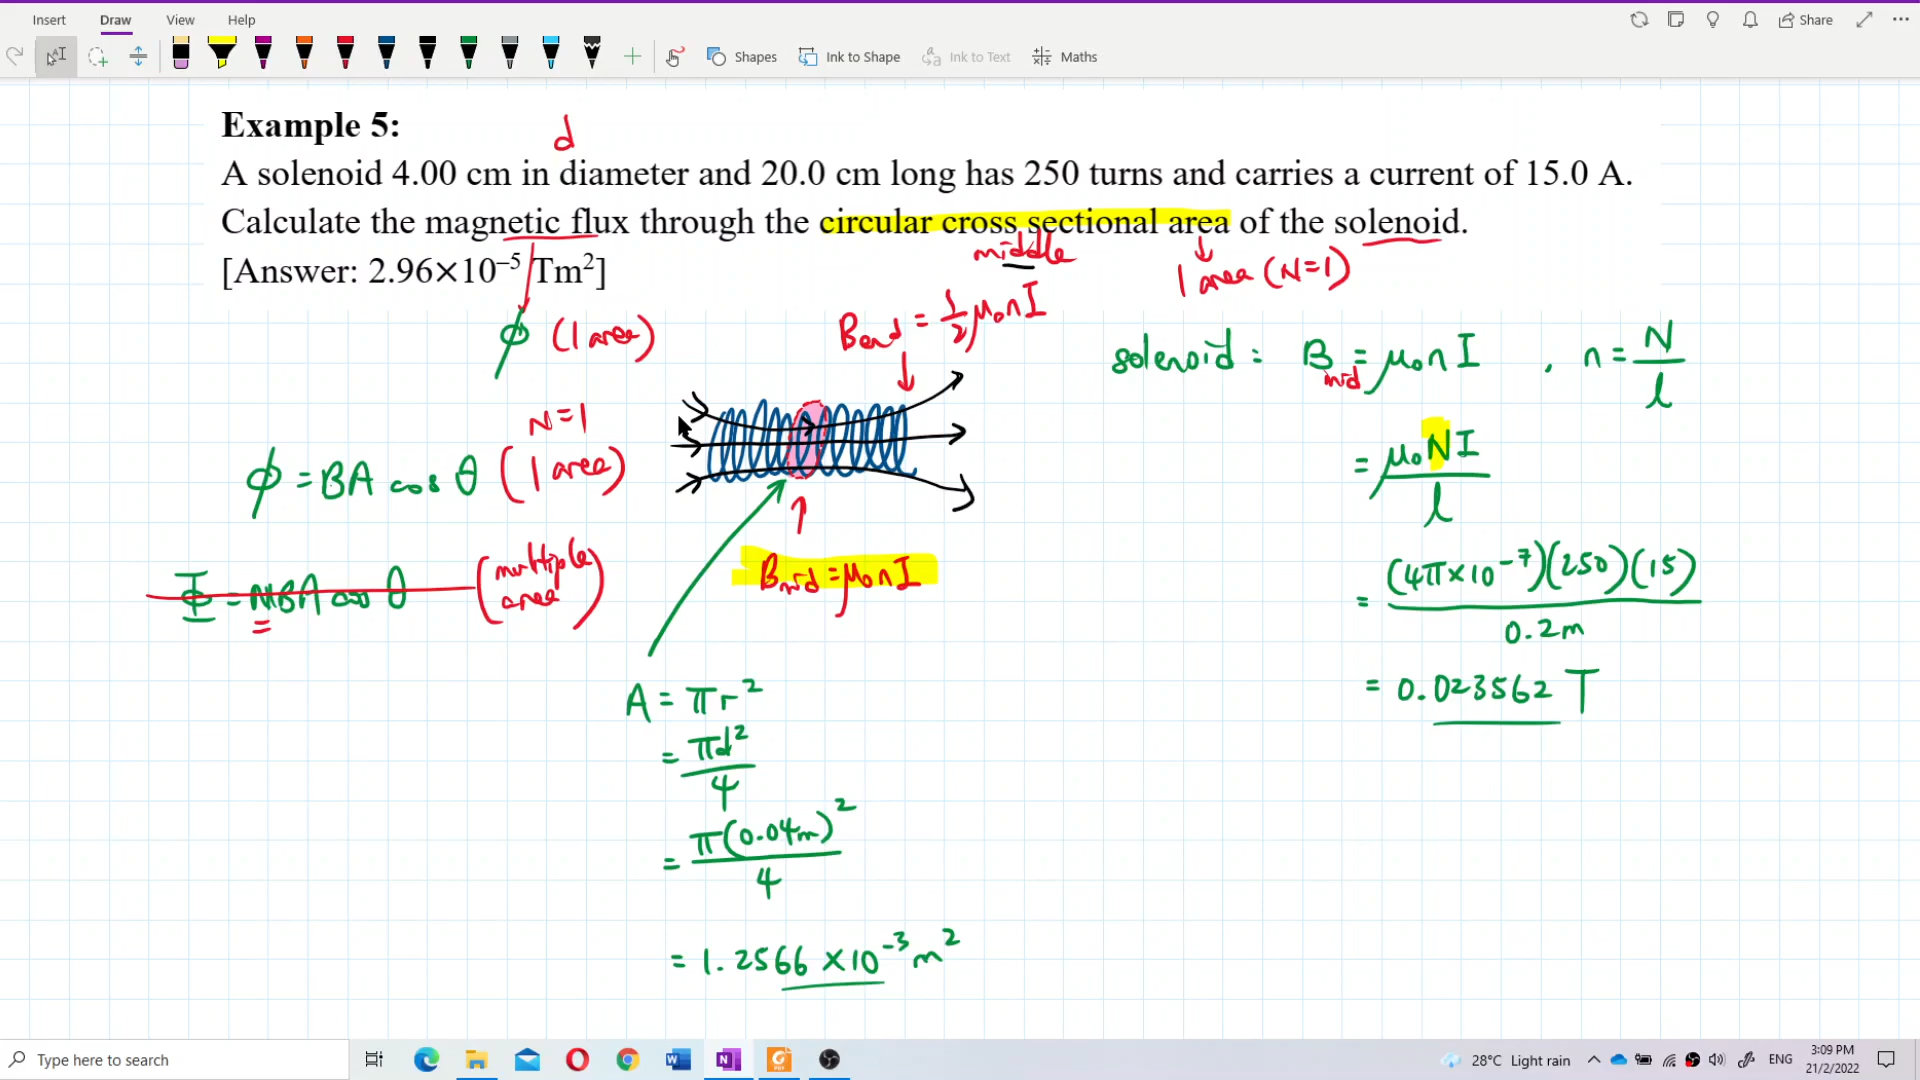 Insert Draw View Help
Share
Shapes Ink to Shape Ink to Text Maths
Example 5:
d
A solenoid 4.00 cm in diameter and 20.0 cm long has 250 turns and carries a current of 15.0 A.
Calculate the magnetic flux through the circular cross sectional area of the solenoid.
middle
1 area (N=1)
[Answer: 2.96×10⁻⁵ Tm²]
ϕ (1 area)
B end = 1/2 μ₀nI
solenoid : B mid = μ₀nI , n = N/l
N=1
ϕ = BA cos θ (1 area)
= μ₀NI/l
Φ = NBA cos θ (multiple area)
B mid = μ₀nI
= (4π×10⁻⁷)(250)(15)/0.2m
= 0.023562 T
A = πr²
= πd²/4
= π(0.04m)²/4
= 1.2566 ×10⁻³ m²
Type here to search
28°C Light rain
ENG
3:09 PM
21/2/2022